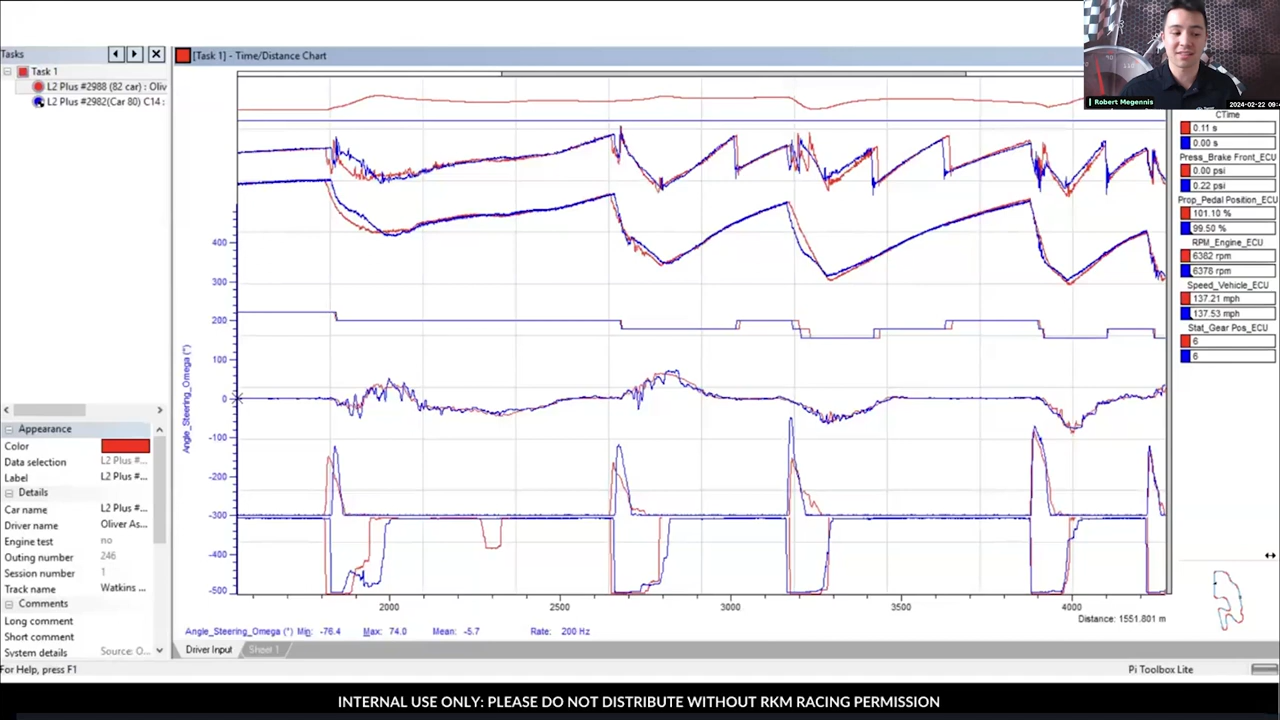 Tasks
Task 1
L2 Plus #2988 (82 car) : Oliv
L2 Plus #2982(Car 80) C14 :
[Task 1] - Time/Distance Chart
Robert Megennis
2024-02-22 09:4
CTime
0.11 s
0.00 s
Press_Brake Front_ECU
0.00 psi
0.22 psi
Prop_Pedal Position_ECU
101.10 %
99.50 %
RPM_Engine_ECU
6382 rpm
6378 rpm
Speed_Vehicle_ECU
137.21 mph
137.53 mph
Stat_Gear Pos_ECU
6
6
Angle_Steering_Omega (°)
400
300
200
100
0
-100
-200
-300
-400
-500
2000
2500
3000
3500
4000
Distance: 1551.801 m
Angle_Steering_Omega (°) Min: -76.4 Max: 74.0 Mean: -5.7 Rate: 200 Hz
Driver Input
Sheet 1
Appearance
Color
Data selection L2 Plus #...
Label L2 Plus #...
Details
Car name L2 Plus #...
Driver name Oliver As...
Engine test no
Outing number 246
Session number 1
Track name Watkins ...
Comments
Long comment
Short comment
System details Source: O...
For Help, press F1
Pi Toolbox Lite
INTERNAL USE ONLY: PLEASE DO NOT DISTRIBUTE WITHOUT RKM RACING PERMISSION